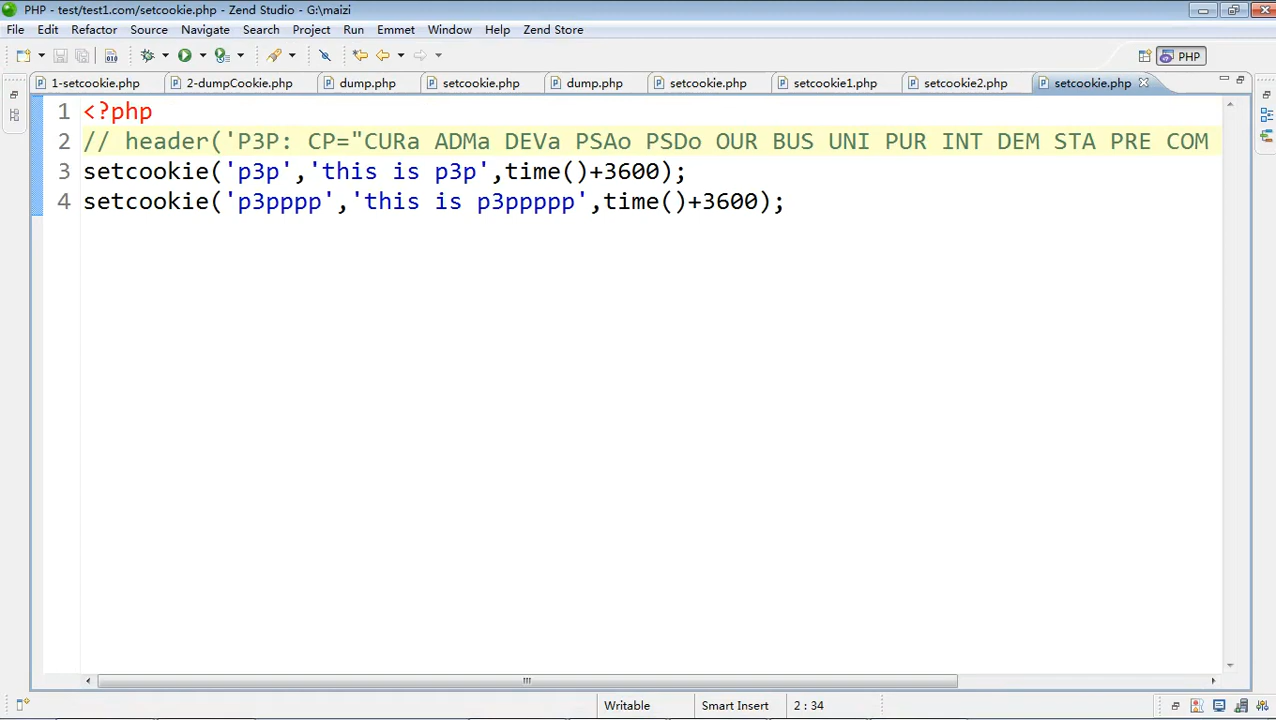 PHP - test/test1.com/setcookie.php - Zend Studio - G:\maizi
File Edit Refactor Source Navigate Search Project Run Emmet Window Help Zend Store
PHP
1-setcookie.php 2-dumpCookie.php dump.php setcookie.php dump.php setcookie.php setcookie1.php setcookie2.php setcookie.php
1 <?php
2 // header('P3P: CP="CURa ADMa DEVa PSAo PSDo OUR BUS UNI PUR INT DEM STA PRE COM
3 setcookie('p3p','this is p3p',time()+3600);
4 setcookie('p3pppp','this is p3ppppp',time()+3600);
Writable Smart Insert 2 : 34